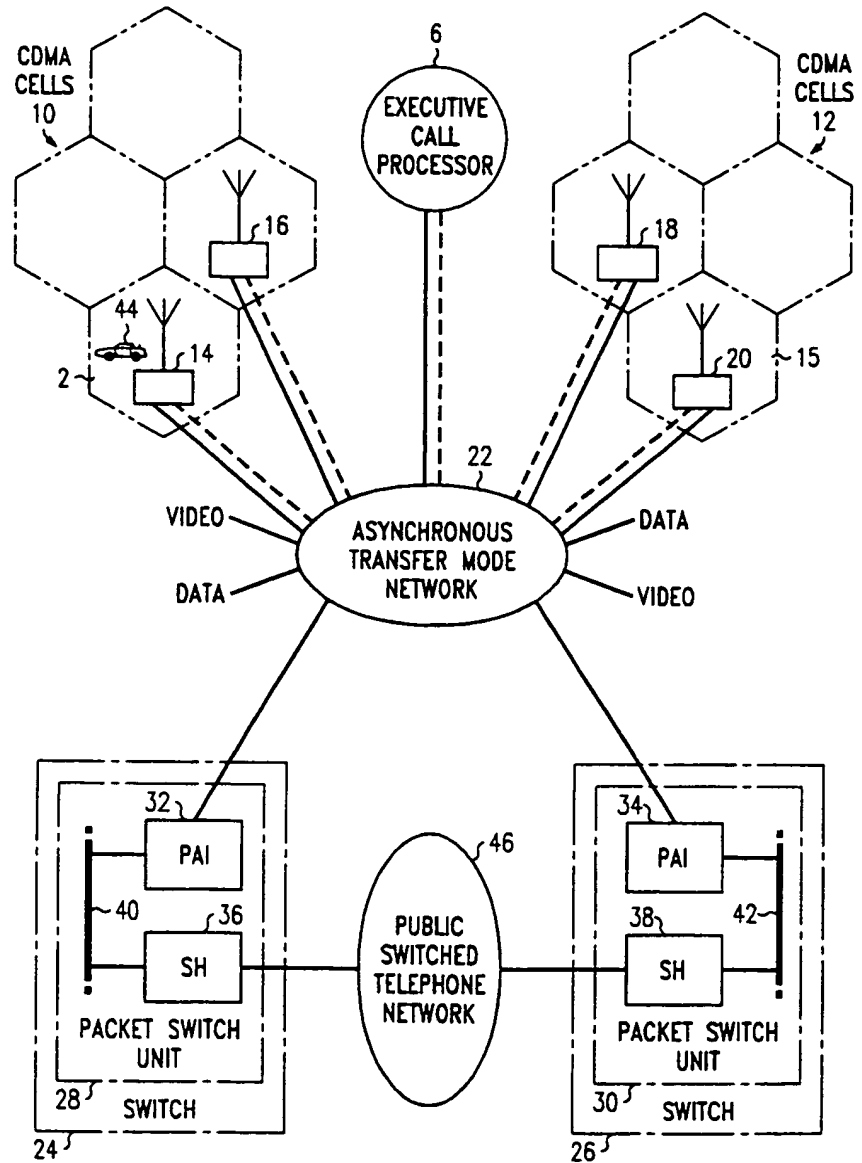 CDMA
CELLS
10
6
EXECUTIVE
CALL
PROCESSOR
CDMA
CELLS
12
16
18
44
2
14
20
15
22
VIDEO
DATA
ASYNCHRONOUS
TRANSFER MODE
NETWORK
DATA
VIDEO
32
PAI
40
36
SH
PACKET SWITCH
UNIT
28
SWITCH
24
46
PUBLIC
SWITCHED
TELEPHONE
NETWORK
34
PAI
42
38
SH
PACKET SWITCH
UNIT
30
SWITCH
26